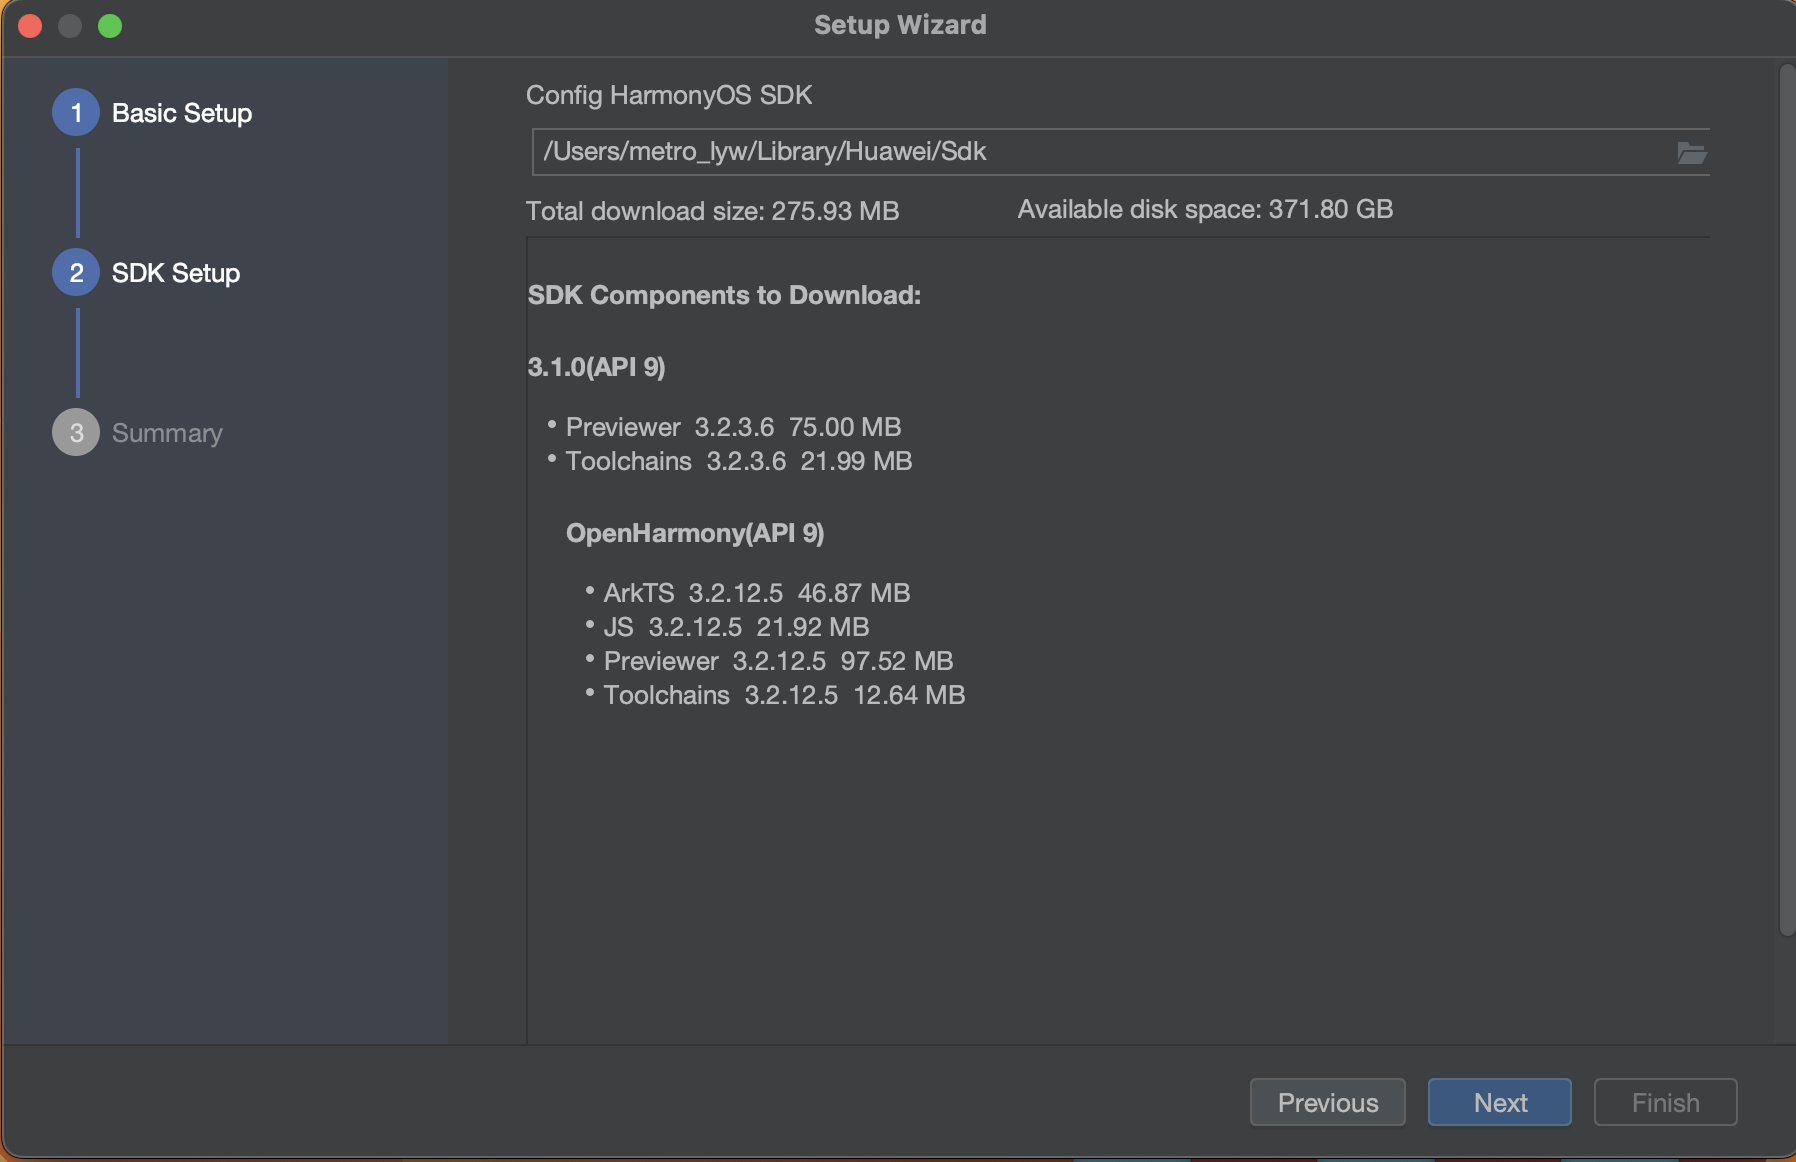 Setup Wizard
1 Basic Setup
2 SDK Setup
3 Summary
Config HarmonyOS SDK
/Users/metro_lyw/Library/Huawei/Sdk
Total download size: 275.93 MB Available disk space: 371.80 GB
SDK Components to Download:
3.1.0(API 9)
• Previewer 3.2.3.6 75.00 MB
• Toolchains 3.2.3.6 21.99 MB
OpenHarmony(API 9)
• ArkTS 3.2.12.5 46.87 MB
• JS 3.2.12.5 21.92 MB
• Previewer 3.2.12.5 97.52 MB
• Toolchains 3.2.12.5 12.64 MB
Previous Next Finish